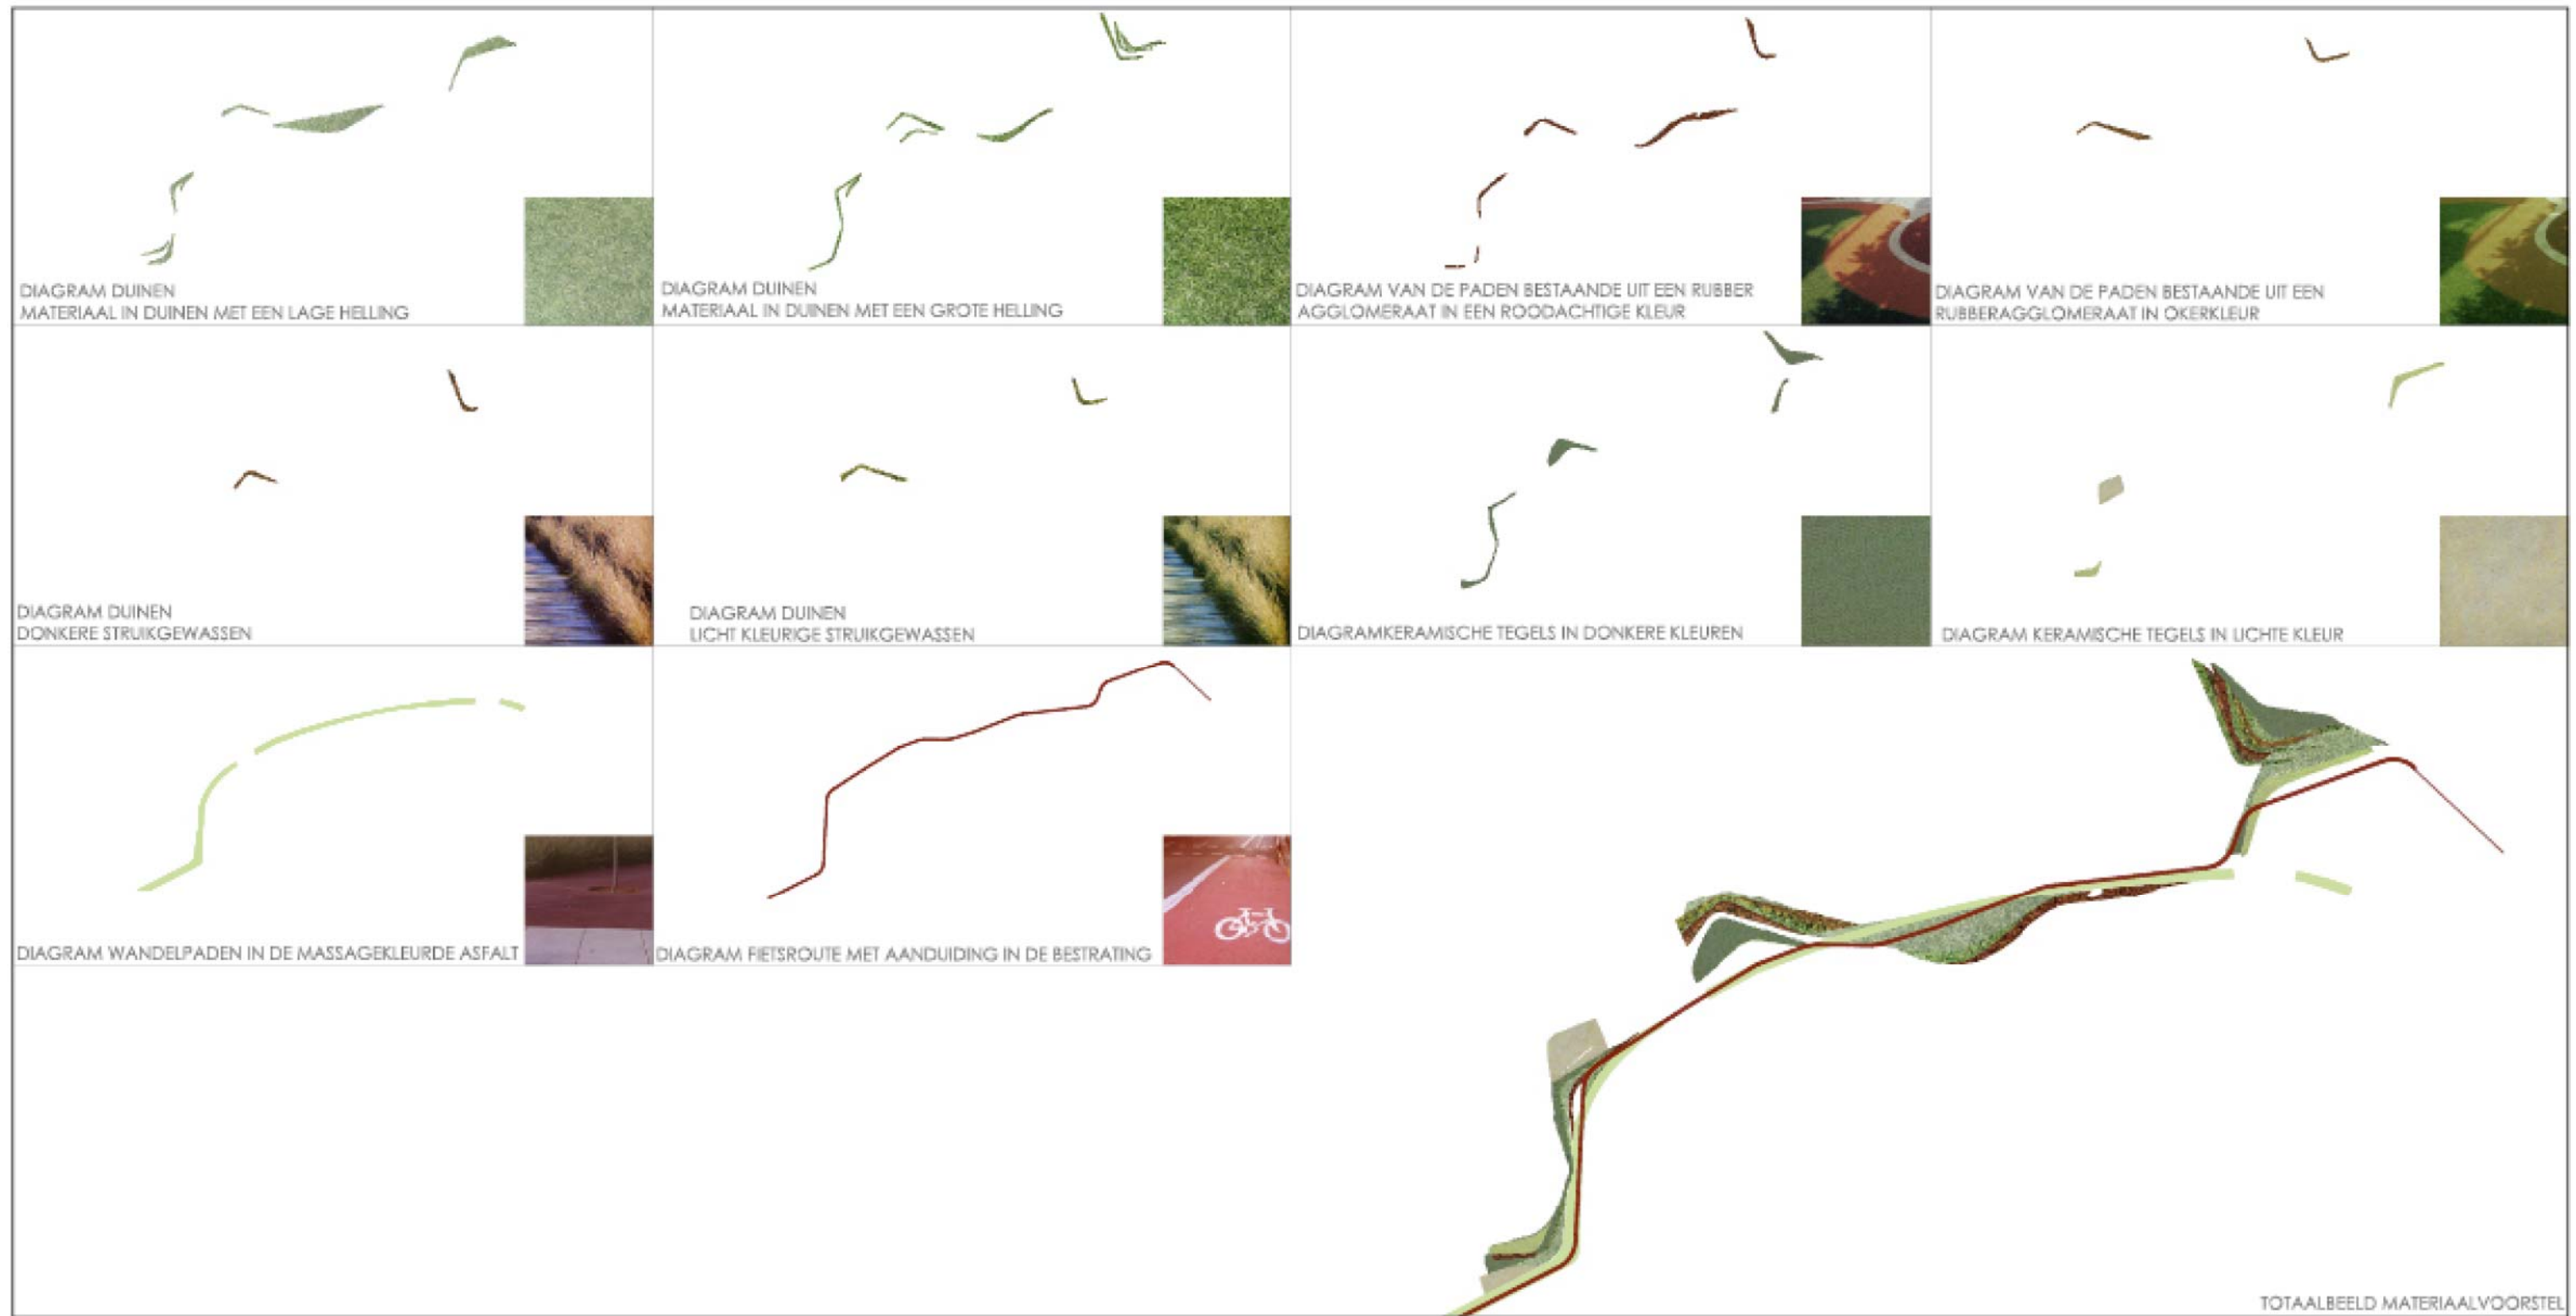 DIAGRAM DUINEN
MATERIAAL IN DUINEN MET EEN LAGE HELLING
DIAGRAM DUINEN
MATERIAAL IN DUINEN MET EEN GROTE HELLING
DIAGRAM VAN DE PADEN BESTAANDE UIT EEN RUBBER
AGGLOMERAAT IN EEN ROODACHTIGE KLEUR
DIAGRAM VAN DE PADEN BESTAANDE UIT EEN
RUBBERAGGLOMERAAT IN OKERKLEUR
DIAGRAM DUINEN
DONKERE STRUIKGEWASSEN
DIAGRAM DUINEN
LICHT KLEURIGE STRUIKGEWASSEN
DIAGRAMKERAMISCHE TEGELS IN DONKERE KLEUREN
DIAGRAM KERAMISCHE TEGELS IN LICHTE KLEUR
DIAGRAM WANDELPADEN IN DE MASSAGEKLEURDE ASFALT
DIAGRAM FIETSROUTE MET AANDUIDING IN DE BESTRATING
TOTAALBEELD MATERIAALVOORSTEL